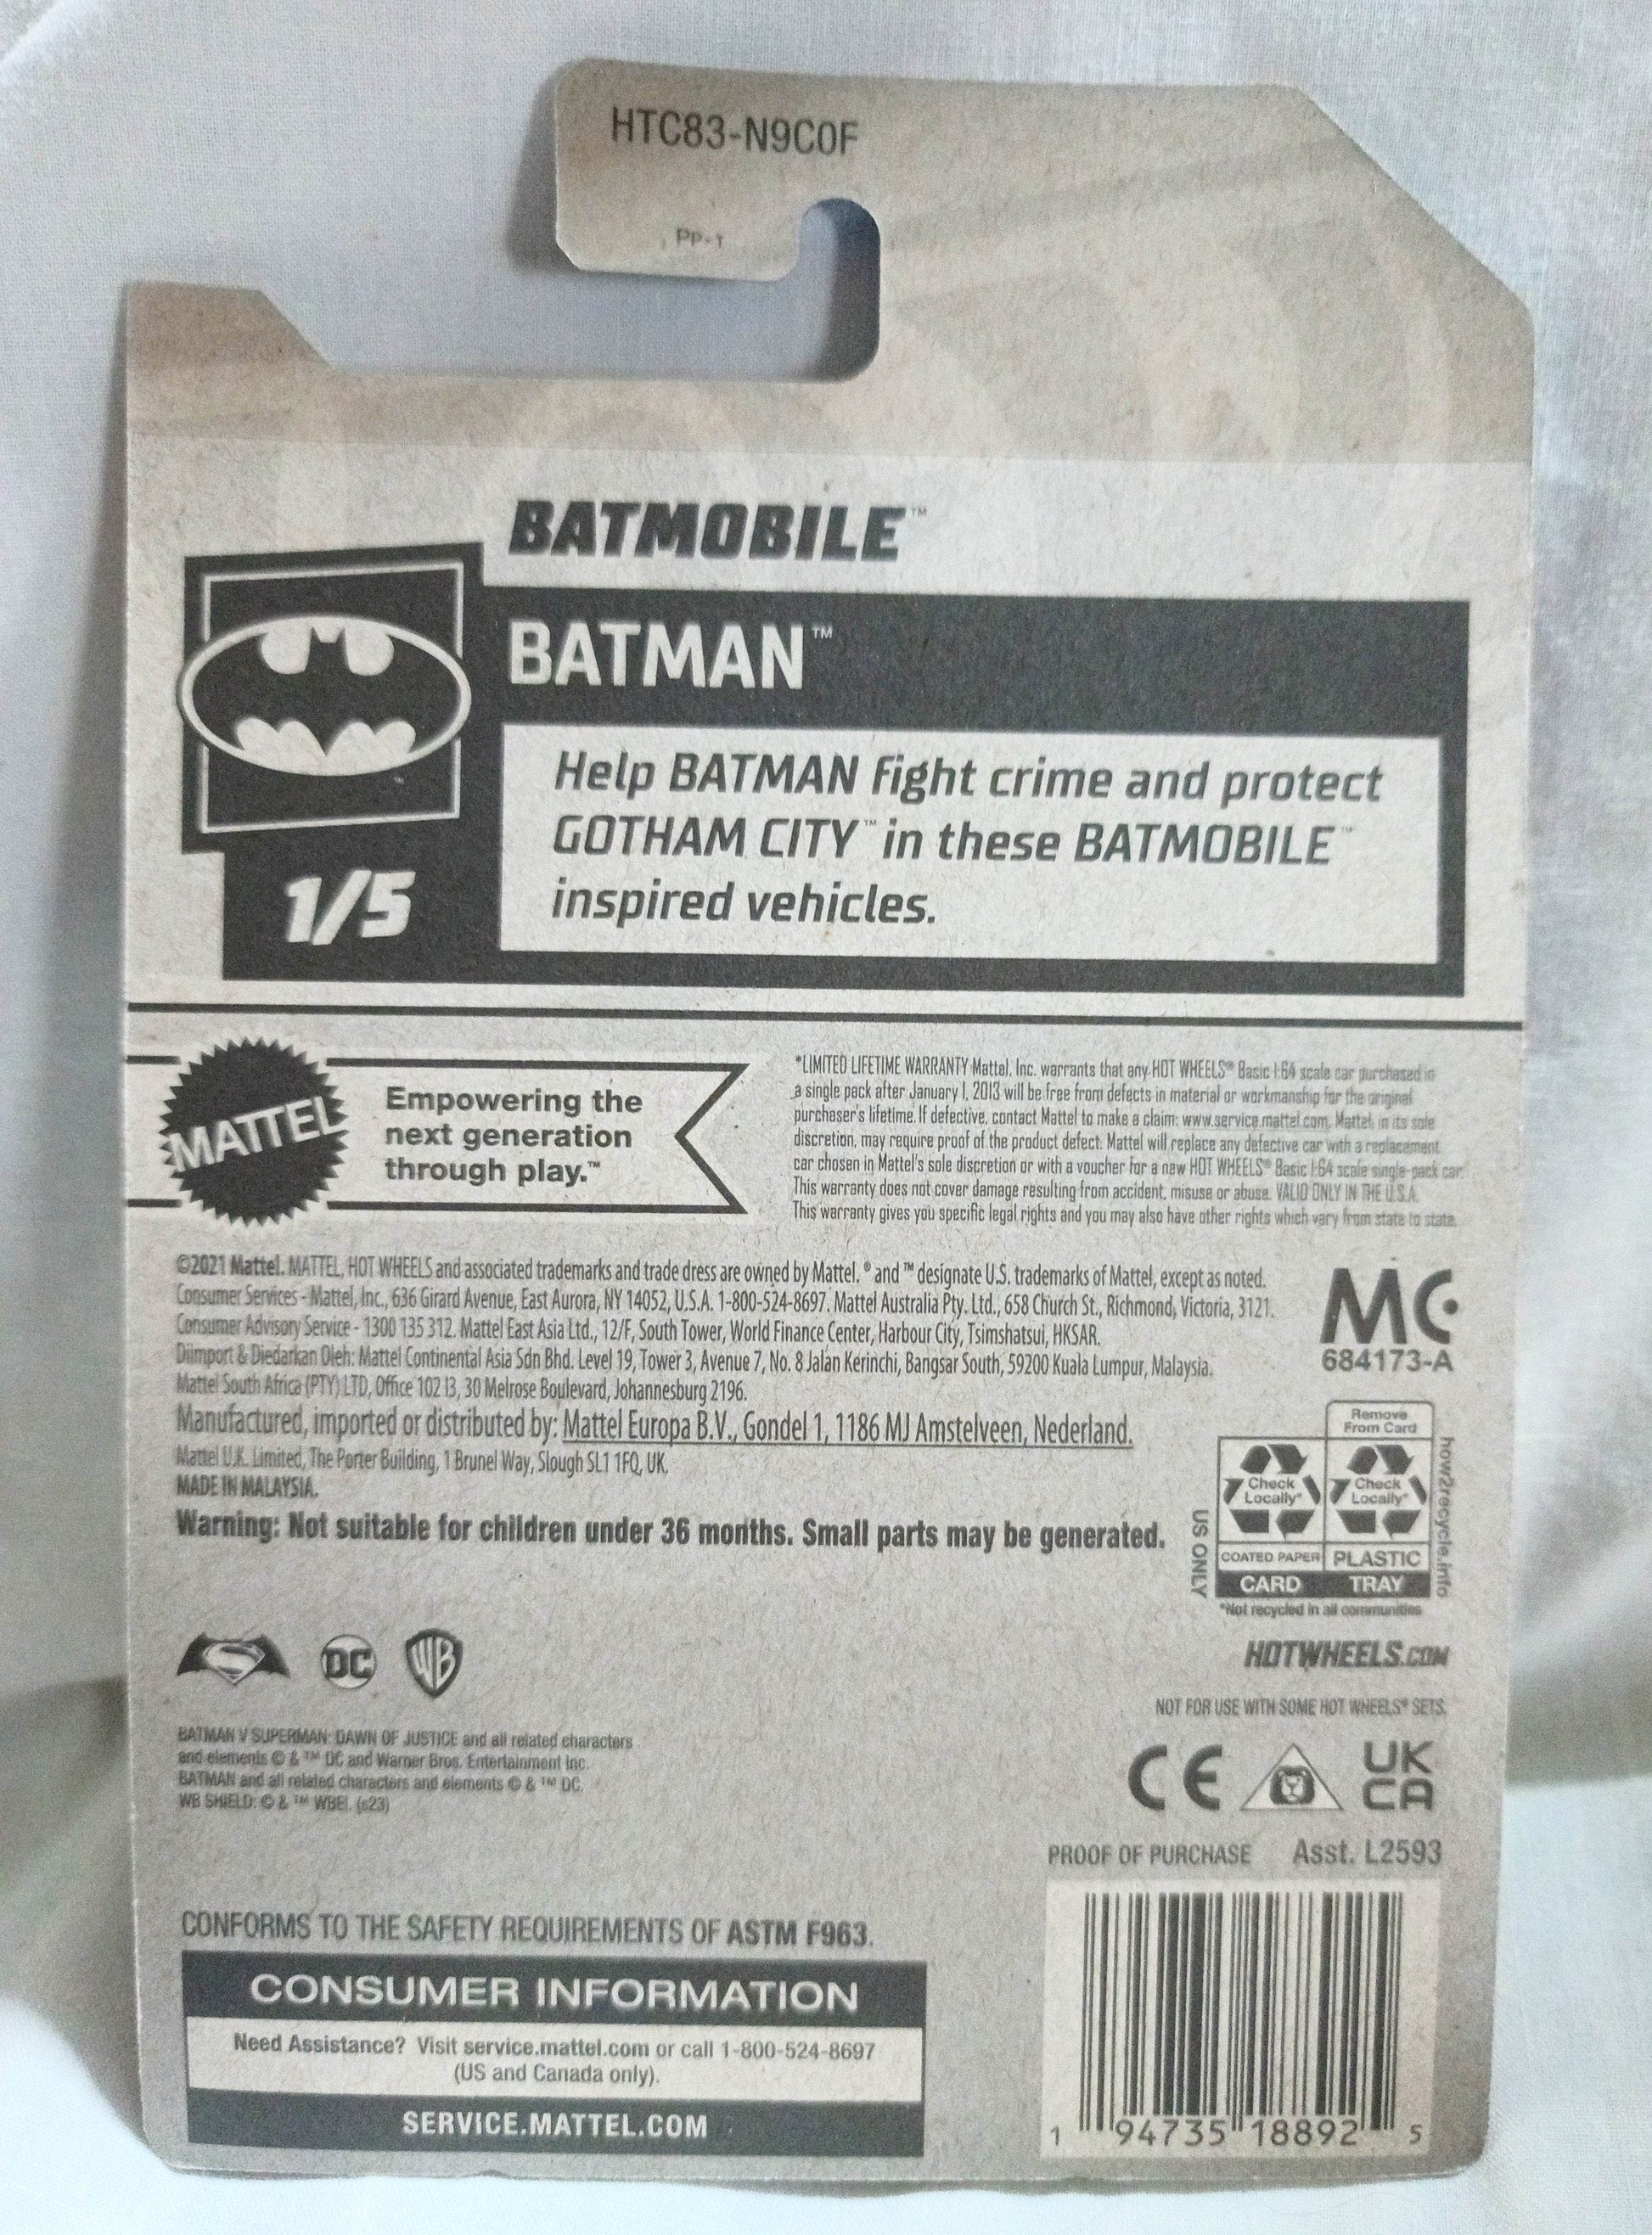 HTC83-N9C0F
PP-1
BATMOBILE™
BATMAN™
Help BATMAN fight crime and protect
GOTHAM CITY™ in these BATMOBILE™
inspired vehicles.
1/5
MATTEL
Empowering the
next generation
through play.™
*LIMITED LIFETIME WARRANTY Mattel, Inc. warrants that any HOT WHEELS® Basic 1:64 scale car purchased in
a single pack after January 1, 2013 will be free from defects in material or workmanship for the original
purchaser's lifetime. If defective, contact Mattel to make a claim: www.service.mattel.com. Mattel, in its sole
discretion, may require proof of the product defect. Mattel will replace any defective car with a replacement
car chosen in Mattel's sole discretion or with a voucher for a new HOT WHEELS® Basic 1:64 scale single-pack car.
This warranty does not cover damage resulting from accident, misuse or abuse. VALID ONLY IN THE U.S.A.
This warranty gives you specific legal rights and you may also have other rights which vary from state to state.
©2021 Mattel. MATTEL, HOT WHEELS and associated trademarks and trade dress are owned by Mattel. ® and ™ designate U.S. trademarks of Mattel, except as noted.
Consumer Services - Mattel, Inc., 636 Girard Avenue, East Aurora, NY 14052, U.S.A. 1-800-524-8697. Mattel Australia Pty. Ltd., 658 Church St., Richmond, Victoria, 3121.
Consumer Advisory Service - 1300 135 312. Mattel East Asia Ltd., 12/F, South Tower, World Finance Center, Harbour City, Tsimshatsui, HKSAR.
Diimport & Diedarkan Oleh: Mattel Continental Asia Sdn Bhd. Level 19, Tower 3, Avenue 7, No. 8 Jalan Kerinchi, Bangsar South, 59200 Kuala Lumpur, Malaysia.
Mattel South Africa (PTY) LTD, Office 102 I3, 30 Melrose Boulevard, Johannesburg 2196.
Manufactured, imported or distributed by: Mattel Europa B.V., Gondel 1, 1186 MJ Amstelveen, Nederland.
Mattel U.K. Limited, The Porter Building, 1 Brunel Way, Slough SL1 1FQ, UK.
MADE IN MALAYSIA.
Warning: Not suitable for children under 36 months. Small parts may be generated.
MC
684173-A
Remove
From Card
Check
Locally*
Check
Locally*
COATED PAPER PLASTIC
CARD TRAY
US ONLY
how2recycle.info
*Not recycled in all communities
HOTWHEELS.COM
NOT FOR USE WITH SOME HOT WHEELS® SETS.
DC WB
BATMAN V SUPERMAN: DAWN OF JUSTICE and all related characters
and elements © & ™ DC and Warner Bros. Entertainment Inc.
BATMAN and all related characters and elements © & ™ DC.
WB SHIELD: © & ™ WBEI. (s23)
CE UK
CA
PROOF OF PURCHASE Asst. L2593
CONFORMS TO THE SAFETY REQUIREMENTS OF ASTM F963.
CONSUMER INFORMATION
Need Assistance? Visit service.mattel.com or call 1-800-524-8697
(US and Canada only).
SERVICE.MATTEL.COM
1 94735 18892 5